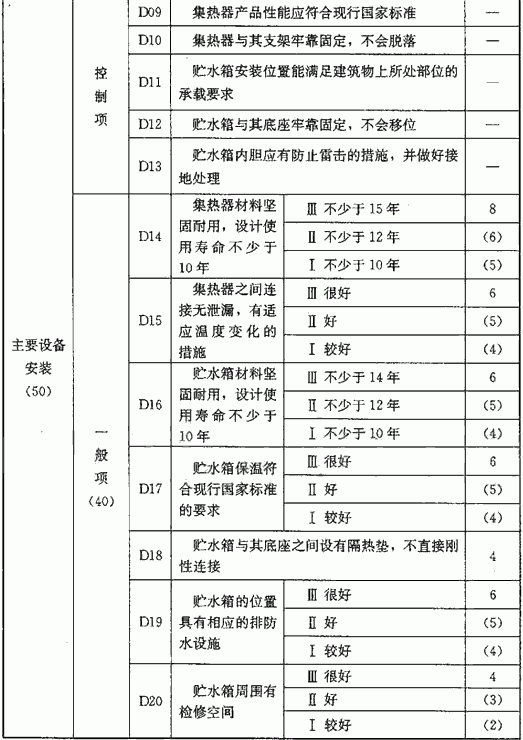 主要设备
安装
(50)
控
制
项
D09 集热器产品性能应符合现行国家标准 —
D10 集热器与其支架牢靠固定，不会脱落 —
D11 贮水箱安装位置能满足建筑物上所处部位的
承载要求 —
D12 贮水箱与其底座牢靠固定，不会移位 —
D13 贮水箱内胆应有防止雷击的措施，并做好接
地处理 —
一
般
项
(40)
D14 集热器材料坚
固耐用，设计使
用寿命不少于
10年
Ⅲ 不少于15年 8
Ⅱ 不少于12年 (6)
Ⅰ 不少于10年 (5)
D15 集热器之间连
接无泄漏，有适
应温度变化的
措施
Ⅲ 很好 6
Ⅱ 好 (5)
Ⅰ 较好 (4)
D16 贮水箱材料坚
固耐用，设计使
用寿命不少于
10年
Ⅲ 不少于14年 6
Ⅱ 不少于12年 (5)
Ⅰ 不少于10年 (4)
D17 贮水箱保温符
合现行国家标准
的要求
Ⅲ 很好 6
Ⅱ 好 (5)
Ⅰ 较好 (4)
D18 贮水箱与其底座之间设有隔热垫，不直接刚
性连接 4
D19 贮水箱的位置
具有相应的排防
水设施
Ⅲ 很好 6
Ⅱ 好 (5)
Ⅰ 较好 (4)
D20 贮水箱周围有
检修空间
Ⅲ 很好 4
Ⅱ 好 (3)
Ⅰ 较好 (2)